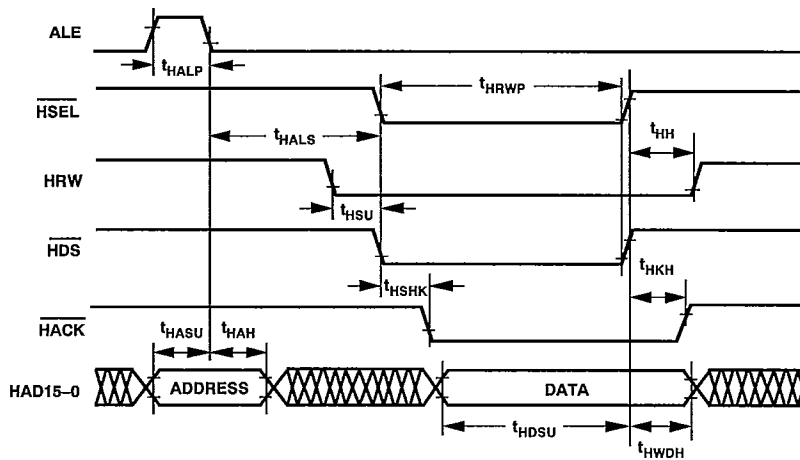 ALE
tHALP
HSEL
tHRWP
tHALS
tHH
HRW
tHSU
HDS
tHSHK
tHKH
HACK
tHASU tHAH
HAD15–0 ADDRESS DATA
tHDSU
tHWDH